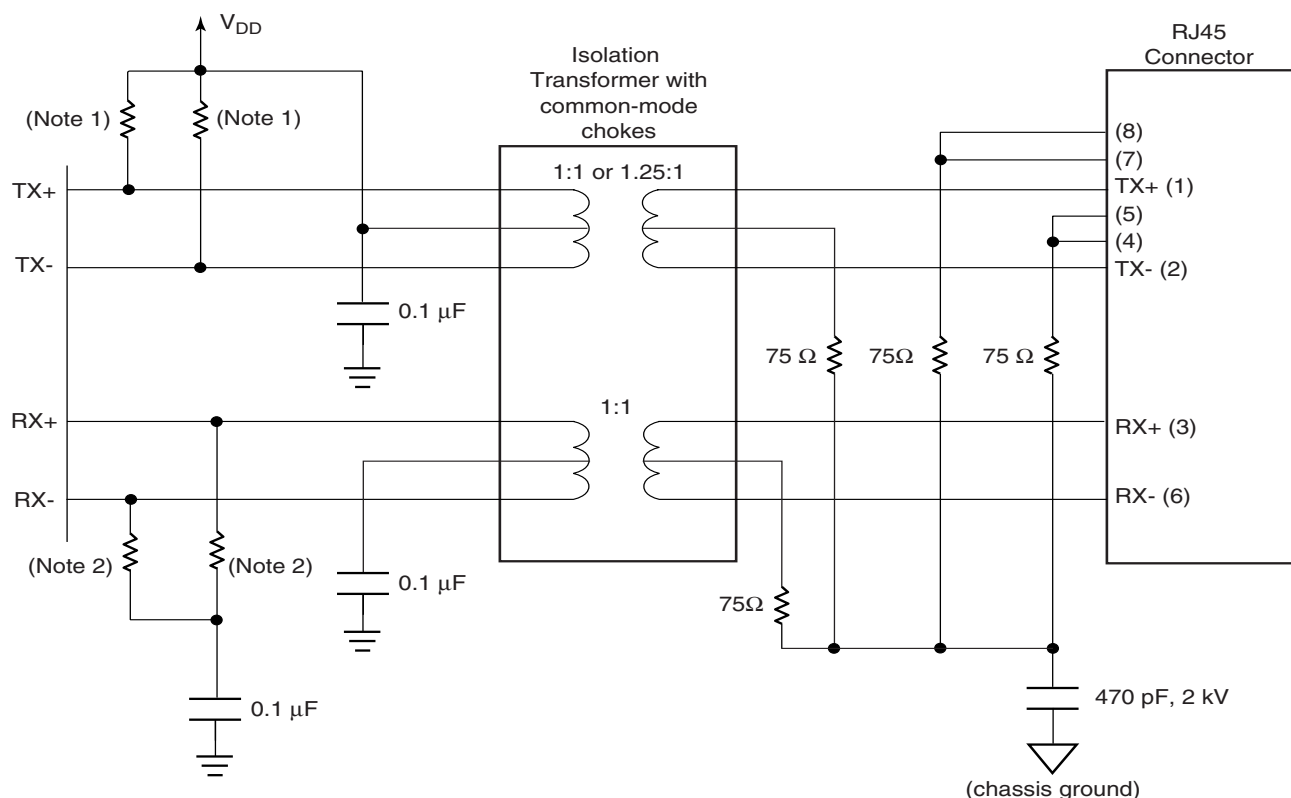 VDD
(Note 1)
(Note 1)
Isolation
Transformer with
common-mode
chokes
RJ45
Connector
1:1 or 1.25:1
TX+
TX-
(8)
(7)
TX+ (1)
(5)
(4)
TX- (2)
0.1 μF
75 Ω
75Ω
75 Ω
RX+
RX-
1:1
RX+ (3)
RX- (6)
(Note 2)
(Note 2)
0.1 μF
75Ω
0.1 μF
470 pF, 2 kV
(chassis ground)